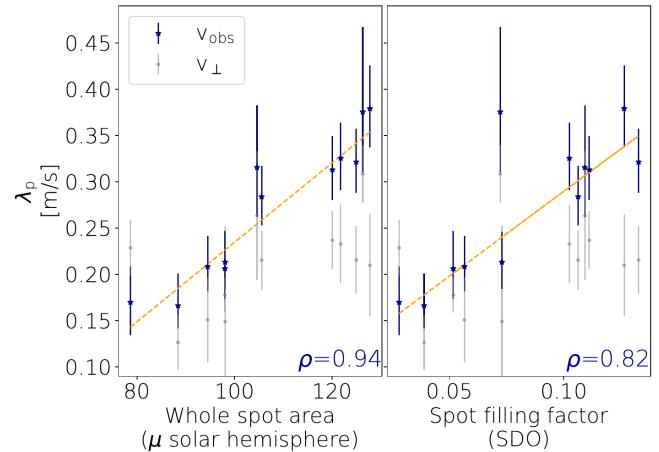 V obs
V ⊥
0.45
0.40
0.35
0.30
0.25
0.20
0.15
0.10
λp
[m/s]
ρ=0.94
ρ=0.82
80
100
120
0.05
0.10
Whole spot area
(μ solar hemisphere)
Spot filling factor
(SDO)